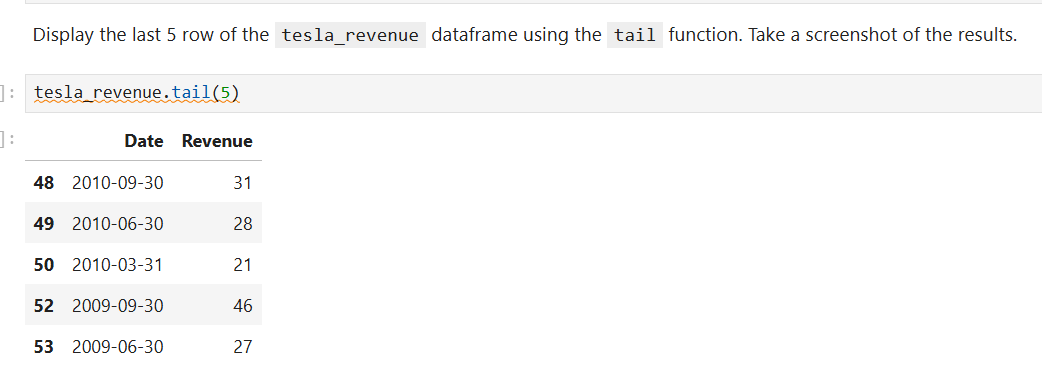 Display the last 5 row of the tesla_revenue dataframe using the tail function. Take a screenshot of the results.
]: tesla_revenue.tail(5)
]: Date Revenue
48 2010-09-30 31
49 2010-06-30 28
50 2010-03-31 21
52 2009-09-30 46
53 2009-06-30 27